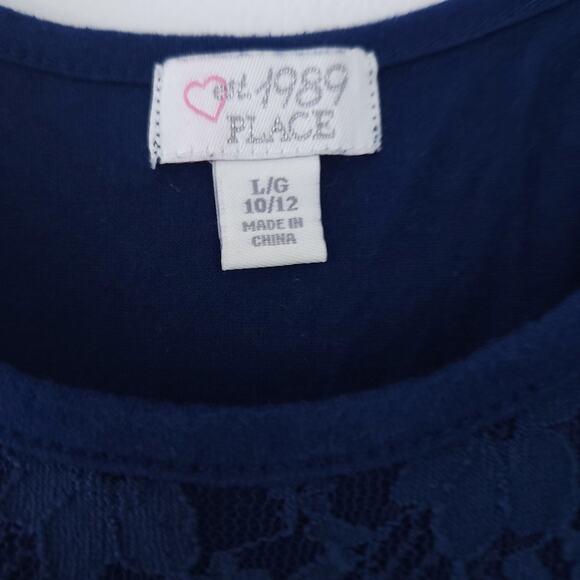 est. 1989
PLACE
L/G
10/12
MADE IN
CHINA